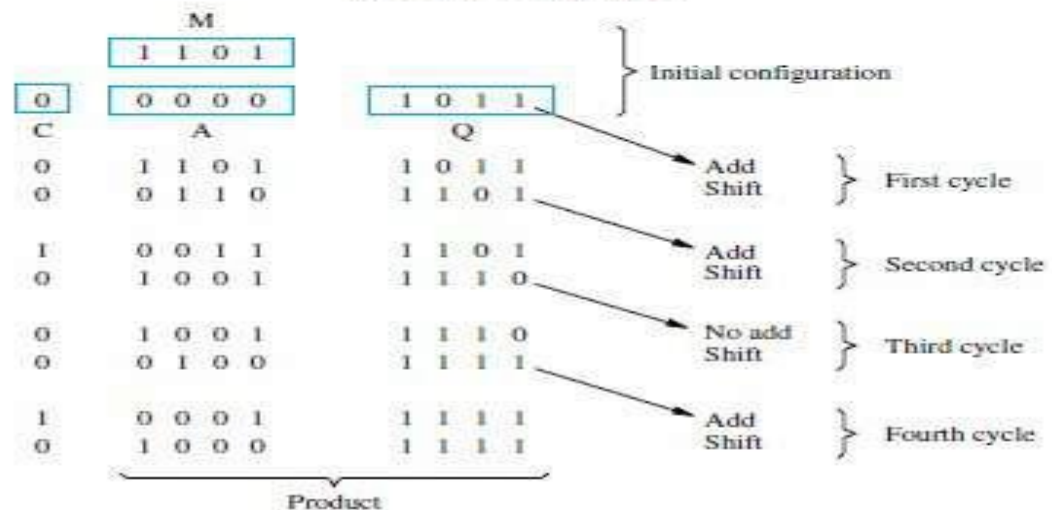 M
1 1 0 1
Initial configuration
0 0 0 0 0 1 0 1 1
C A Q
0 1 1 0 1 1 0 1 1 Add
0 0 1 1 0 1 1 0 1 Shift
First cycle
1 0 0 1 1 1 1 0 1 Add
0 1 0 0 1 1 1 1 0 Shift
Second cycle
0 1 0 0 1 1 1 1 0 No add
0 0 1 0 0 1 1 1 1 Shift
Third cycle
1 0 0 0 1 1 1 1 1 Add
0 1 0 0 0 1 1 1 1 Shift
Fourth cycle
Product